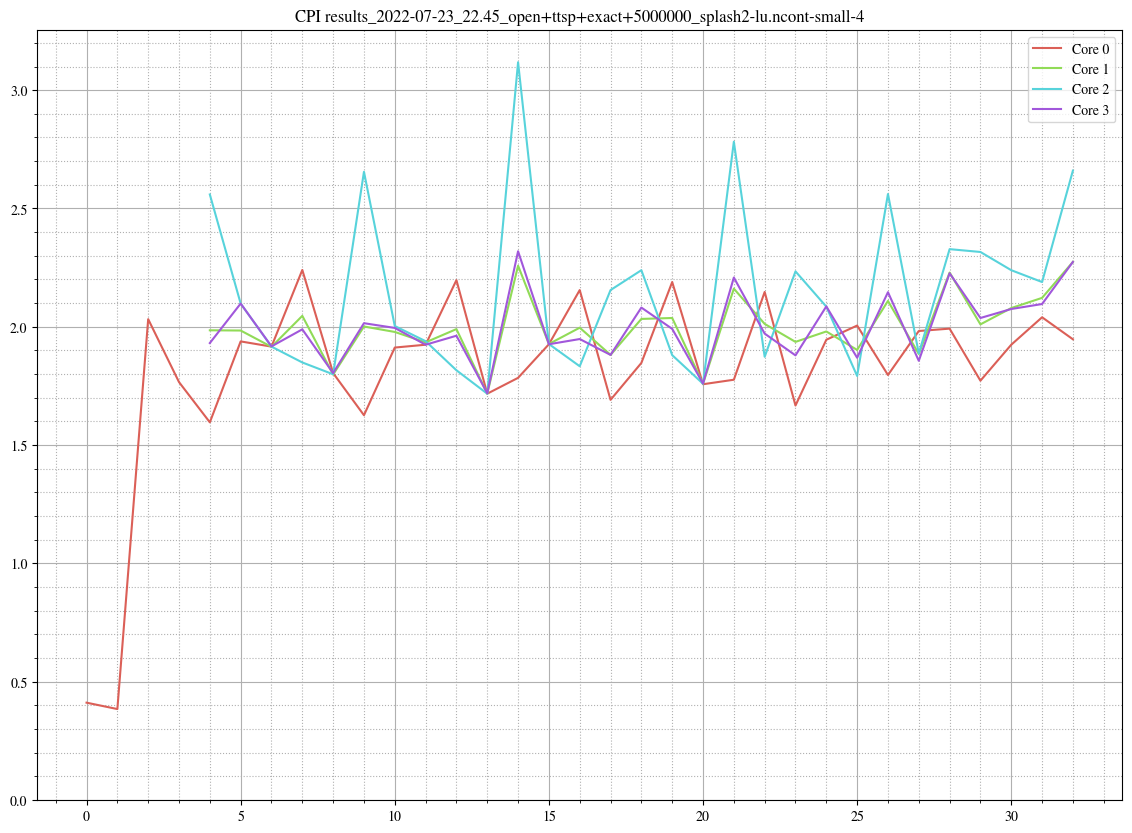 CPI results_2022-07-23_22.45_open+ttsp+exact+5000000_splash2-lu.ncont-small-4
Core 0
Core 1
Core 2
Core 3
3.0
2.5
2.0
1.5
1.0
0.5
0.0
0 5 10 15 20 25 30